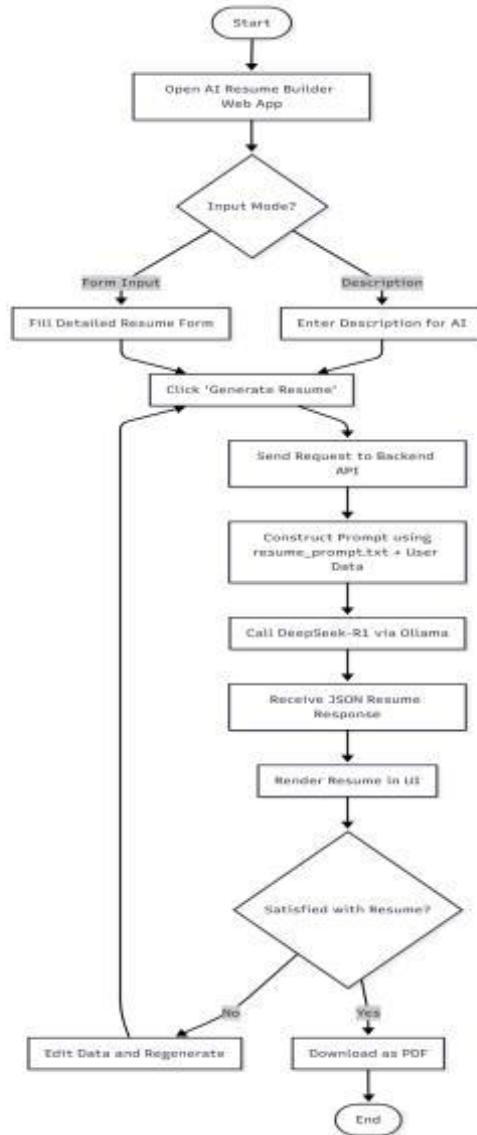 Start
Open AI Resume Builder
Web App
Input Mode?
Form Input
Description
Fill Detailed Resume Form
Enter Description for AI
Click 'Generate Resume'
Send Request to Backend
API
Construct Prompt using
resume_prompt.txt + User
Data
Call DeepSeek-R1 via Ollama
Receive JSON Resume
Response
Render Resume in UI
Satisfied with Resume?
No
Yes
Edit Data and Regenerate
Download as PDF
End